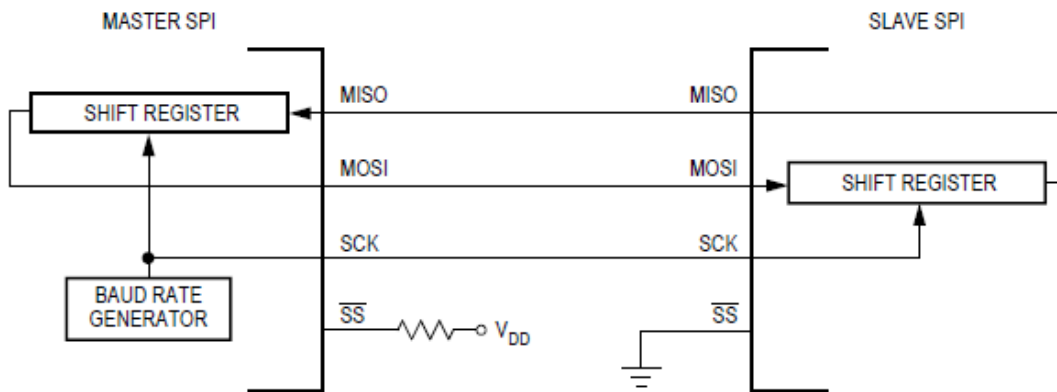 MASTER SPI
SLAVE SPI
MISO
MISO
SHIFT REGISTER
MOSI
MOSI
SHIFT REGISTER
SCK
SCK
BAUD RATE
GENERATOR
SS
VDD
SS